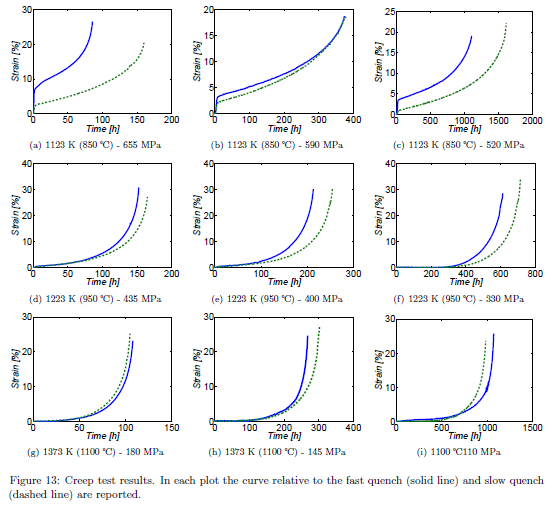 30
20
10
0
0 50 100 150 200
Strain [%]
Time [h]
(a) 1123 K (850 °C) - 655 MPa
20
15
10
5
0
0 100 200 300 400
Strain [%]
Time [h]
(b) 1123 K (850 °C) - 590 MPa
25
20
15
10
5
0
0 500 1000 1500 2000
Strain [%]
Time [h]
(c) 1123 K (850 °C) - 520 MPa
40
30
20
10
0
0 50 100 150 200
Strain [%]
Time [h]
(d) 1223 K (950 °C) - 435 MPa
40
30
20
10
0
0 100 200 300
Strain [%]
Time [h]
(e) 1223 K (950 °C) - 400 MPa
40
30
20
10
0
0 200 400 600 800
Strain [%]
Time [h]
(f) 1223 K (950 °C) - 330 MPa
30
20
10
0
0 50 100 150
Strain [%]
Time [h]
(g) 1373 K (1100 °C) - 180 MPa
30
20
10
0
0 100 200 300 400
Strain [%]
Time [h]
(h) 1373 K (1100 °C) - 145 MPa
30
20
10
0
0 500 1000 1500
Strain [%]
Time [h]
(i) 1100 °C110 MPa
Figure 13: Creep test results. In each plot the curve relative to the fast quench (solid line) and slow quench
(dashed line) are reported.